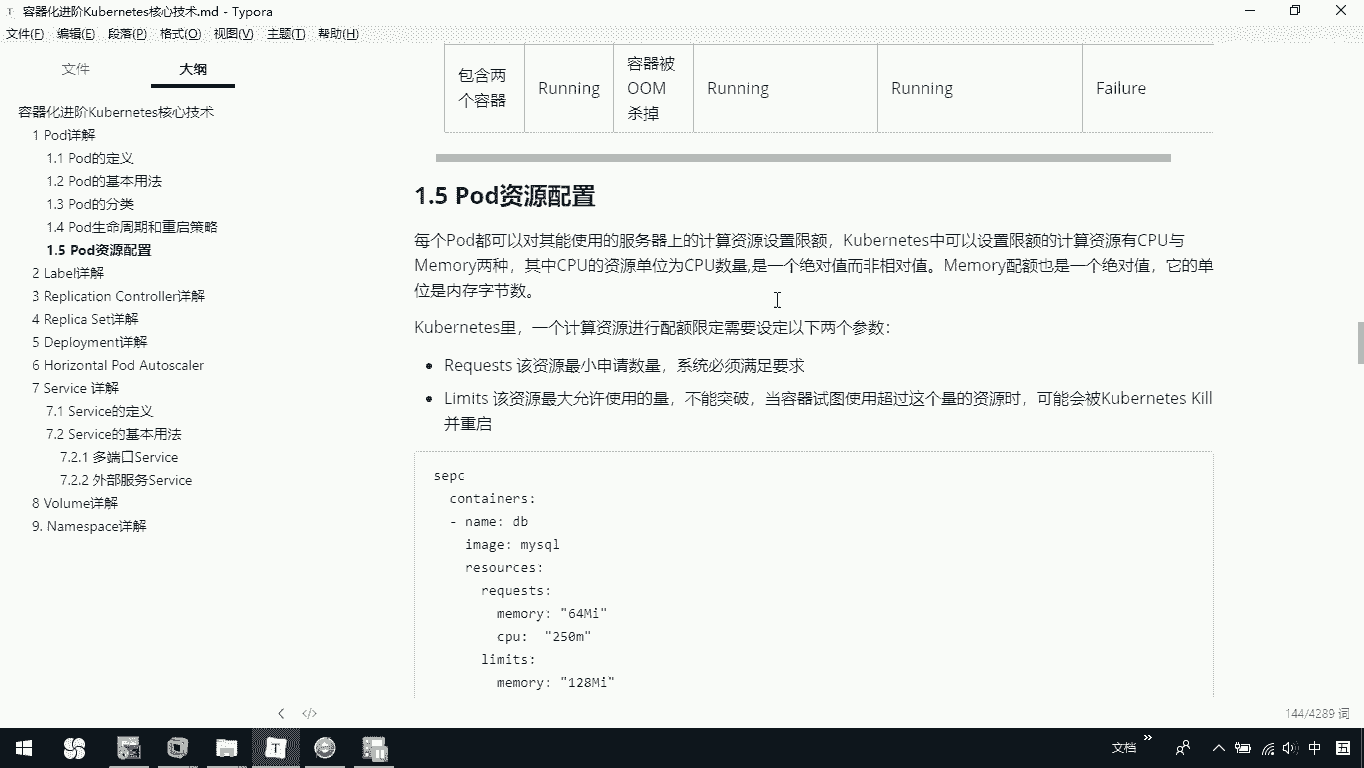 容器化进阶Kubernetes核心技术.md - Typora
文件(F) 编辑(E) 段落(P) 格式(O) 视图(V) 主题(T) 帮助(H)
文件 大纲
容器化进阶Kubernetes核心技术
1 Pod详解
1.1 Pod的定义
1.2 Pod的基本用法
1.3 Pod的分类
1.4 Pod生命周期和重启策略
1.5 Pod资源配置
2 Label详解
3 Replication Controller详解
4 Replica Set详解
5 Deployment详解
6 Horizontal Pod Autoscaler
7 Service 详解
7.1 Service的定义
7.2 Service的基本用法
7.2.1 多端口Service
7.2.2 外部服务Service
8 Volume详解
9. Namespace详解
包含两
个容器
Running
容器被
OOM
杀掉
Running
Running
Failure
1.5 Pod资源配置
每个Pod都可以对其能使用的服务器上的计算资源设置限额，Kubernetes中可以设置限额的计算资源有CPU与
Memory两种，其中CPU的资源单位为CPU数量,是一个绝对值而非相对值。Memory配额也是一个绝对值，它的单
位是内存字节数。
Kubernetes里，一个计算资源进行配额限定需要设定以下两个参数：
• Requests 该资源最小申请数量，系统必须满足要求
• Limits 该资源最大允许使用的量，不能突破，当容器试图使用超过这个量的资源时，可能会被Kubernetes Kill
并重启
sepc
containers:
- name: db
image: mysql
resources:
requests:
memory: "64Mi"
cpu: "250m"
limits:
memory: "128Mi"
144/4289 词
文档 » 中 五